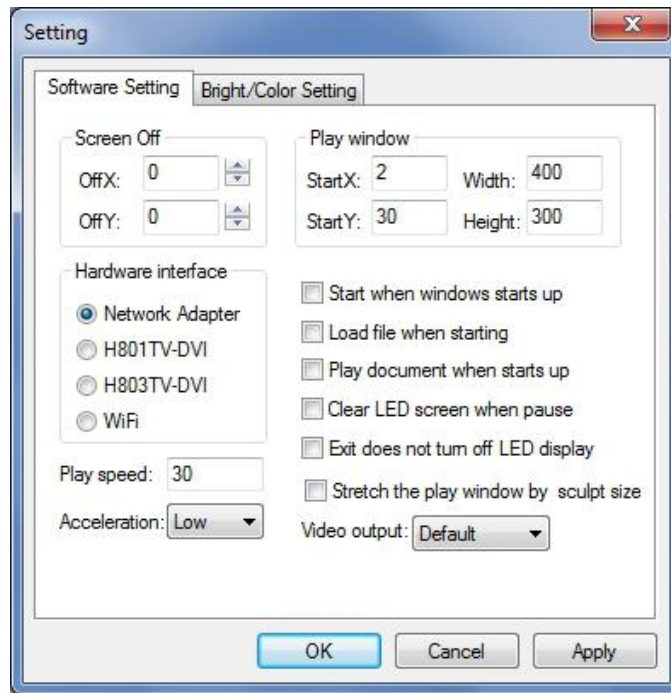 Setting
Software Setting
Bright/Color Setting
Screen Off
OffX: 0
OffY: 0
Play window
StartX: 2 Width: 400
StartY: 30 Height: 300
Hardware interface
Network Adapter
H801TV-DVI
H803TV-DVI
WiFi
Play speed: 30
Acceleration: Low
Start when windows starts up
Load file when starting
Play document when starts up
Clear LED screen when pause
Exit does not turn off LED display
Stretch the play window by sculpt size
Video output: Default
OK Cancel Apply